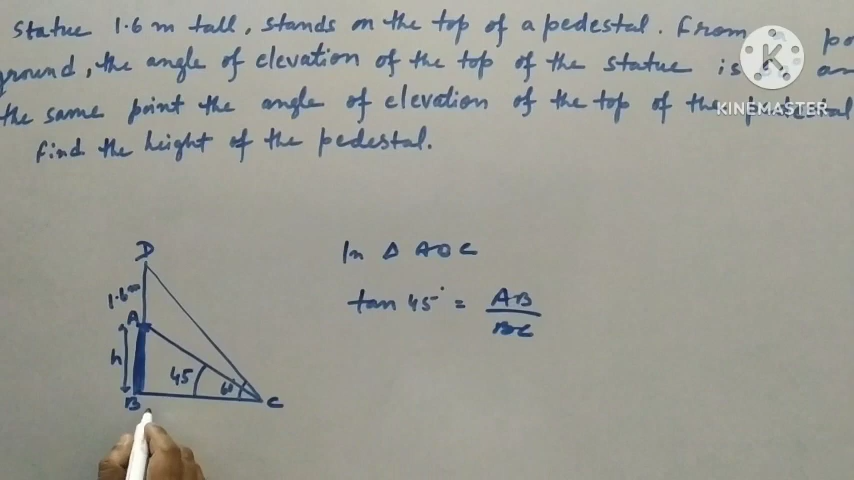 Statue 1.6 m tall, stands on the top of a pedestal. From
ground, the angle of elevation of the top of the statue is
the same point the angle of elevation of the top of the
find the height of the pedestal.
KINEMASTER
D
1.6m
A
h
45
60
B
C
In Δ
tan 45° = AB
BC